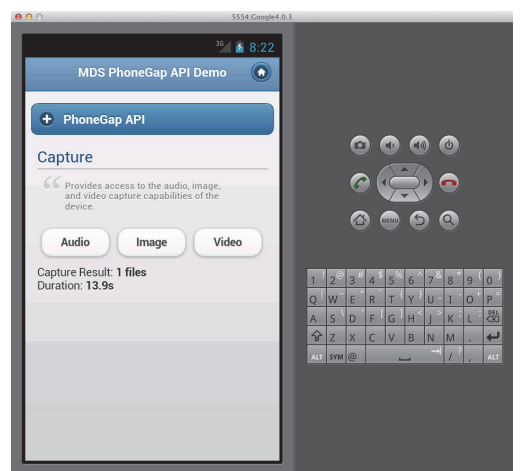 5554:Google4.0.3
3G 8:22
MDS PhoneGap API Demo
PhoneGap API
Capture
Provides access to the audio, image,
and video capture capabilities of the
device.
Audio Image Video
Capture Result: 1 files
Duration: 13.9s
MENU
1 ! 2 @ 3 # 4 $ 5 % 6 ^ 7 & 8 * 9 ( 0 )
Q | W ~ E " R ` T { Y } U - I - O + P =
A S \ D ' F [ G ] H < J > K ; L : DEL
Z X C V B N M .
ALT SYM @ / ? , ALT